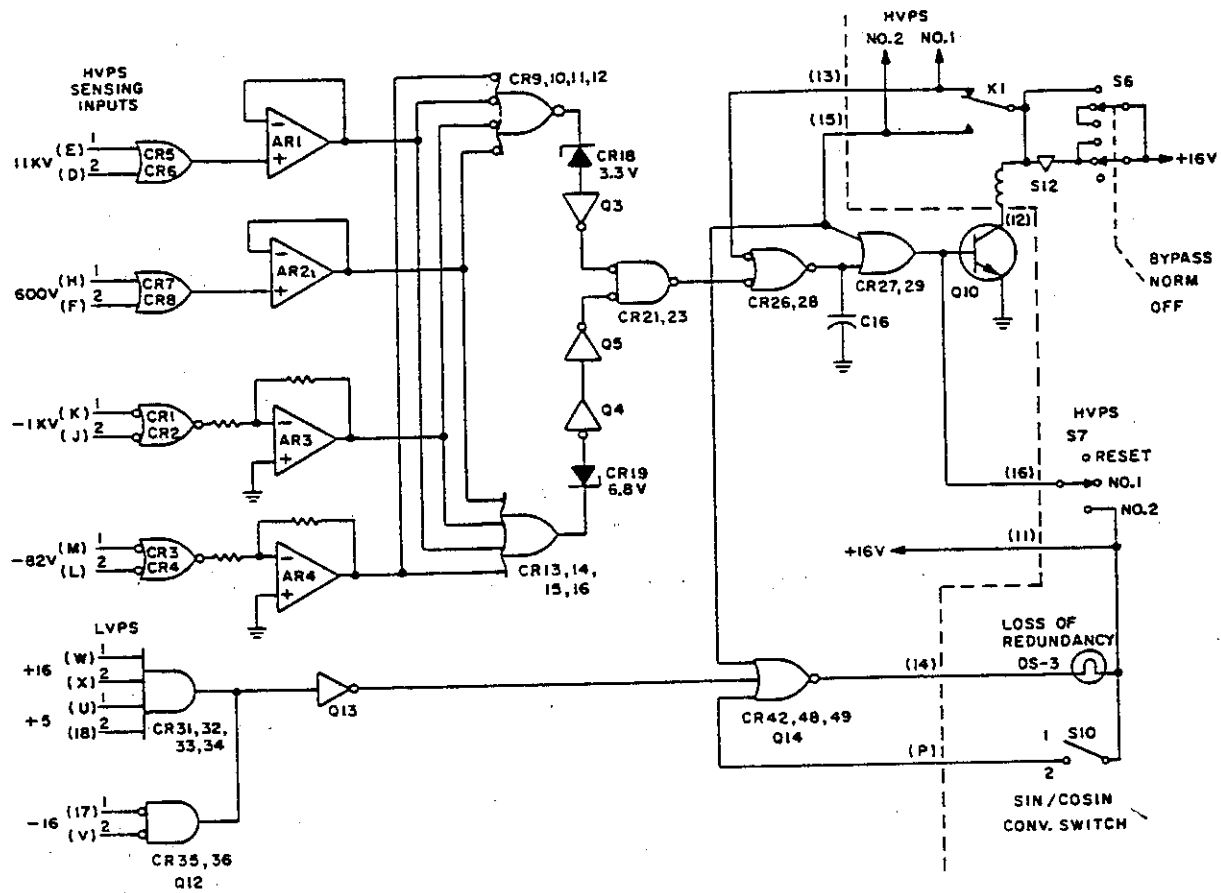 HVPS
SENSING
INPUTS
11KV
(E) 1
(D) 2
CR5
CR6
AR1
600V
(H) 1
(F) 2
CR7
CR8
AR2
-1KV
(K) 1
(J) 2
CR1
CR2
AR3
-82V
(M) 1
(L) 2
CR3
CR4
AR4
CR9,10,11,12
CR18
3.3V
Q3
CR21,23
Q5
Q4
CR19
6.8V
CR13,14,
15,16
HVPS
NO.2
NO.1
(13)
(15)
K1
S6
S12
+16V
(12)
Q10
BYPASS
NORM
OFF
CR26,28
CR27,29
C16
HVPS
S7
RESET
(16)
NO.1
NO.2
+16V
(11)
LOSS OF
REDUNDANCY
DS-3
(14)
LVPS
+16
(W) 1
(X) 2
+5
(U) 1
(18) 2
CR31,32,
33,34
Q13
CR42,48,49
Q14
(P)
1
2
S10
SIN/COSIN
CONV. SWITCH
-16
(17) 1
(V) 2
CR35,36
Q12